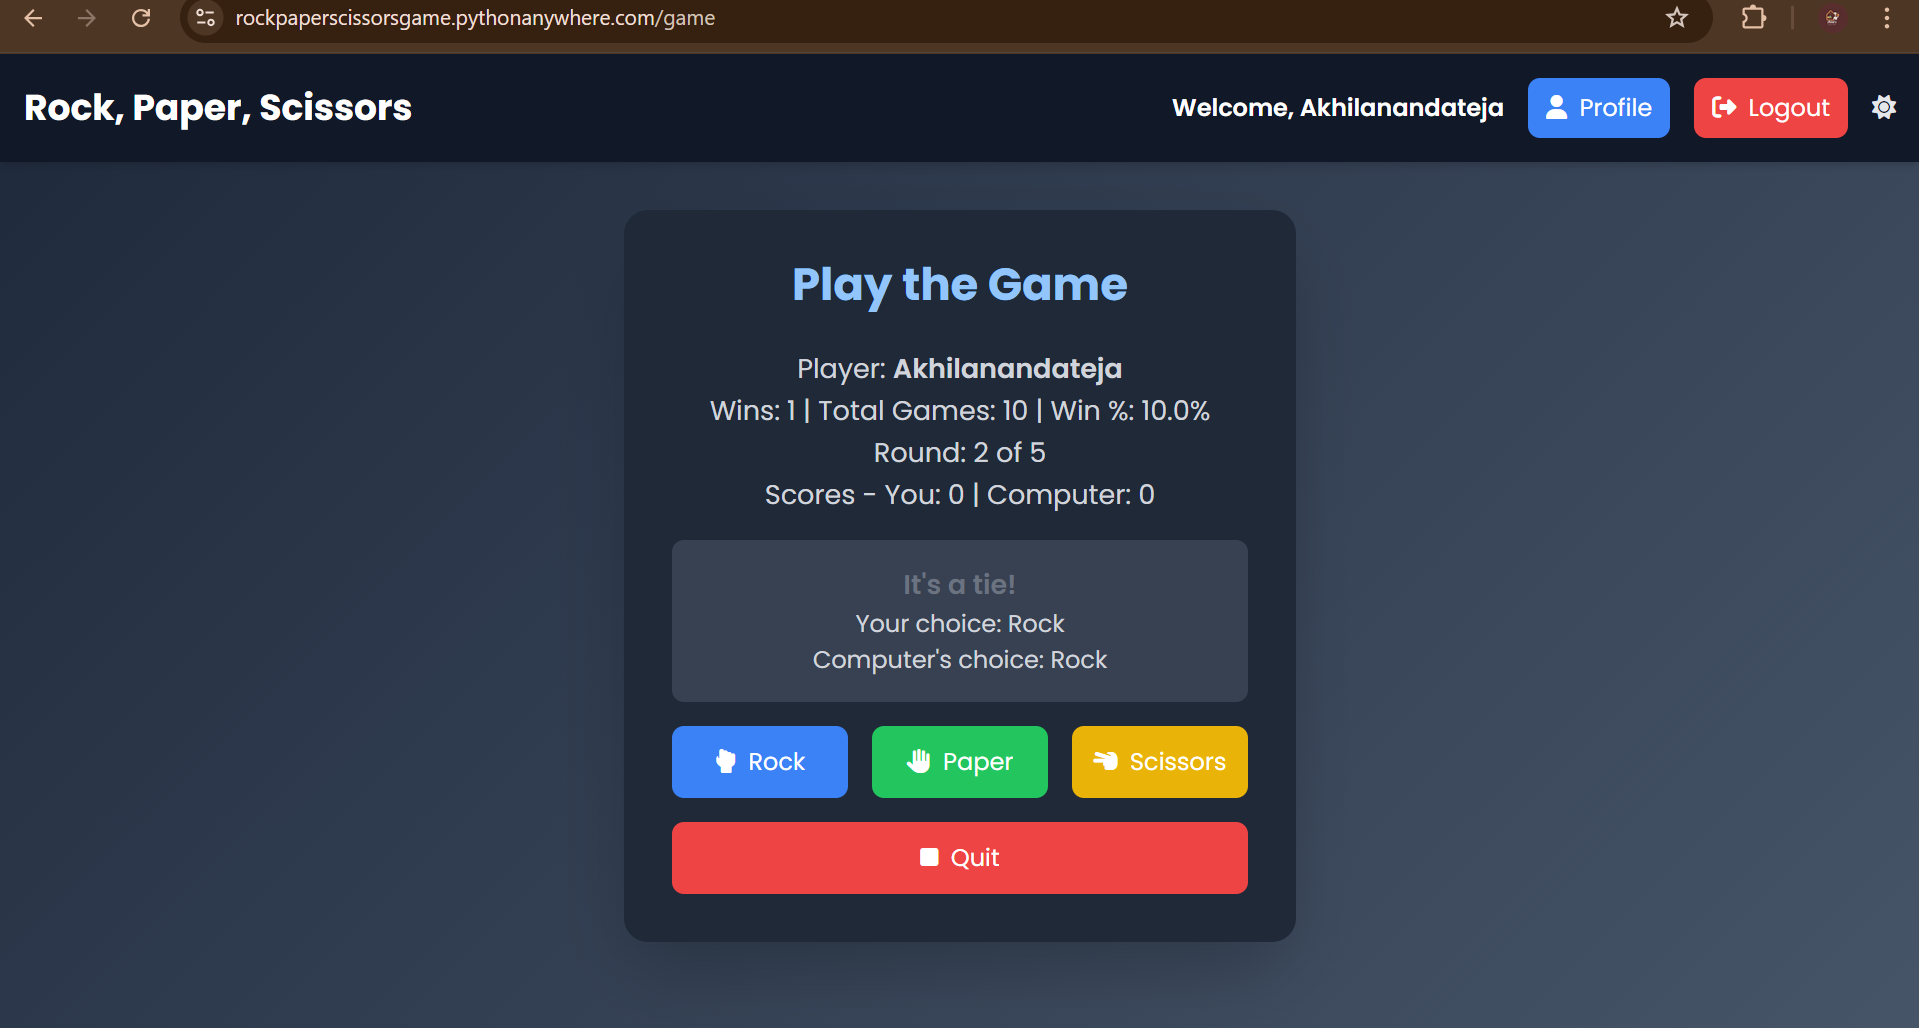 rockpaperscissorsgame.pythonanywhere.com/game
Rock, Paper, Scissors
Welcome, Akhilanandateja
Profile
Logout
Play the Game
Player: Akhilanandateja
Wins: 1 | Total Games: 10 | Win %: 10.0%
Round: 2 of 5
Scores - You: 0 | Computer: 0
It's a tie!
Your choice: Rock
Computer's choice: Rock
Rock
Paper
Scissors
Quit